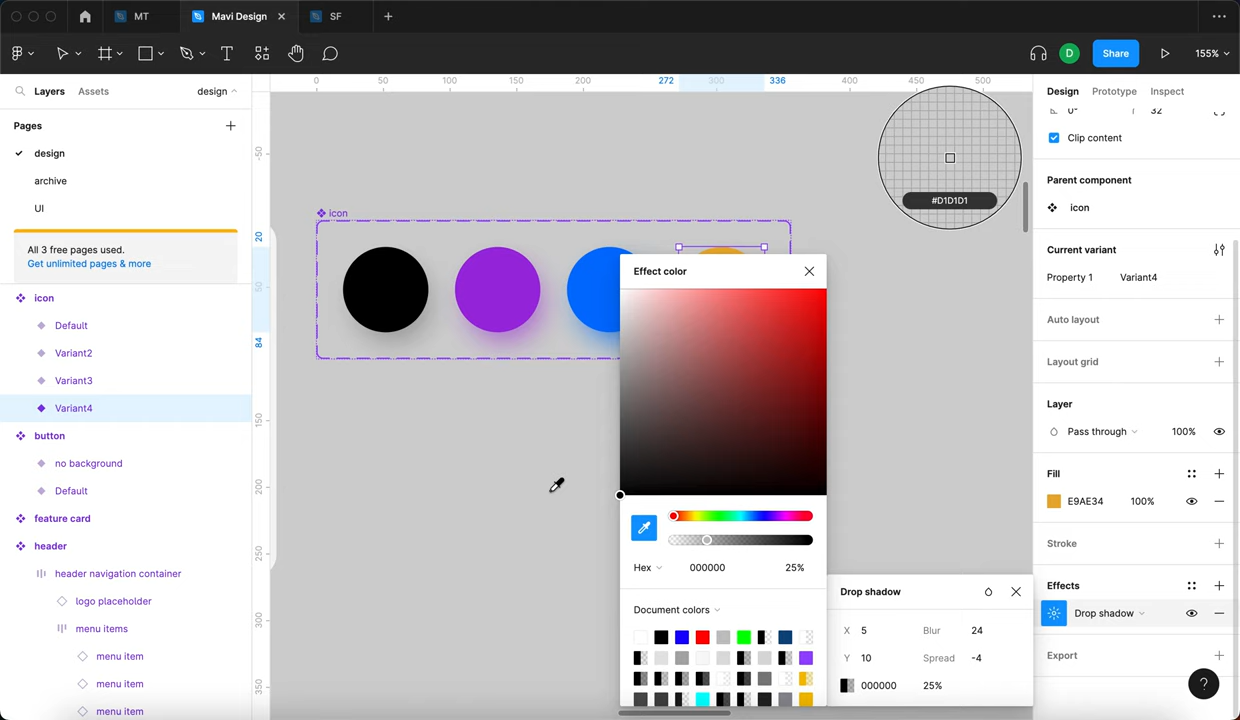 MT
Mavi Design
SF
D
Share
155%
Layers
Assets
design
0
50
100
150
200
272
300
336
400
450
500
Design
Prototype
Inspect
Pages
design
archive
UI
All 3 free pages used.
Get unlimited pages & more
icon
Default
Variant2
Variant3
Variant4
button
no background
Default
feature card
header
header navigation container
logo placeholder
menu items
menu item
menu item
menu item
-50
20
50
84
150
200
250
300
350
icon
#D1D1D1
Effect color
Hex
000000
25%
Document colors
Drop shadow
X
5
Blur
24
Y
10
Spread
-4
000000
25%
0°
32
Clip content
Parent component
icon
Current variant
Property 1
Variant4
Auto layout
Layout grid
Layer
Pass through
100%
Fill
E9AE34
100%
Stroke
Effects
Drop shadow
Export
?